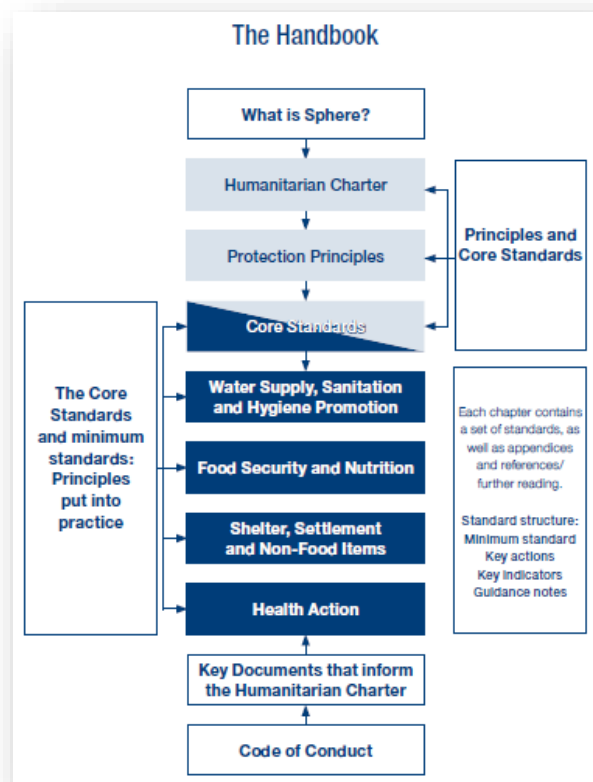 The Handbook
What is Sphere?
Humanitarian Charter
Protection Principles
Core Standards
Principles and
Core Standards
The Core
Standards
and minimum
standards:
Principles
put into
practice
Water Supply, Sanitation
and Hygiene Promotion
Food Security and Nutrition
Shelter, Settlement
and Non-Food Items
Health Action
Each chapter contains
a set of standards, as
well as appendices
and references/
further reading.
Standard structure:
Minimum standard
Key actions
Key indicators
Guidance notes
Key Documents that inform
the Humanitarian Charter
Code of Conduct